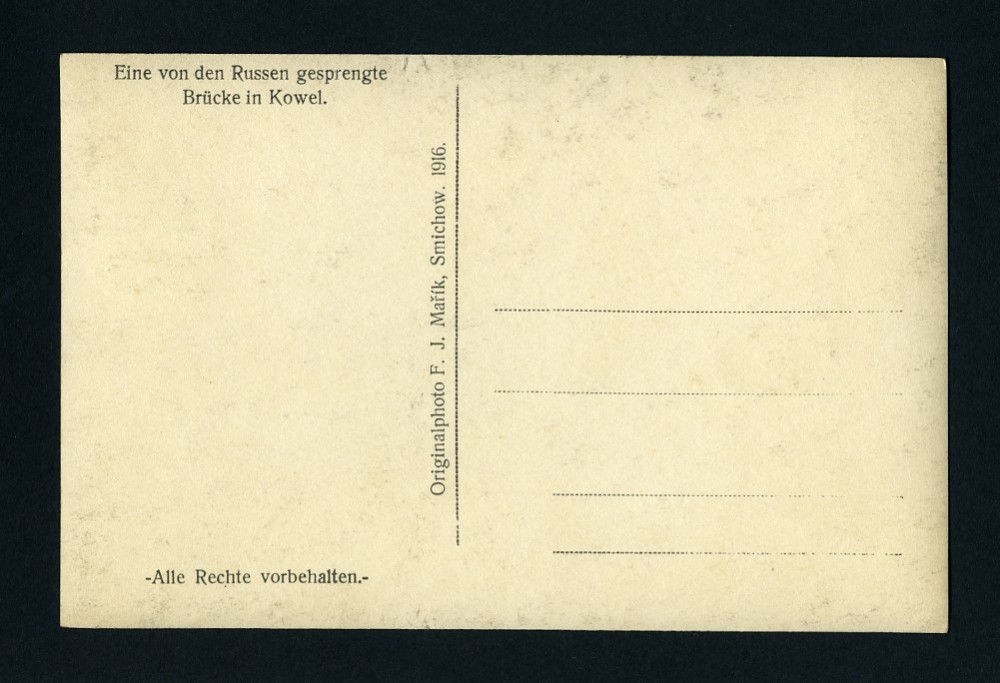 Eine von den Russen gesprengte
Brücke in Kowel.
Originalphoto F. J. Mařík, Smichow. 1916.
-Alle Rechte vorbehalten.-